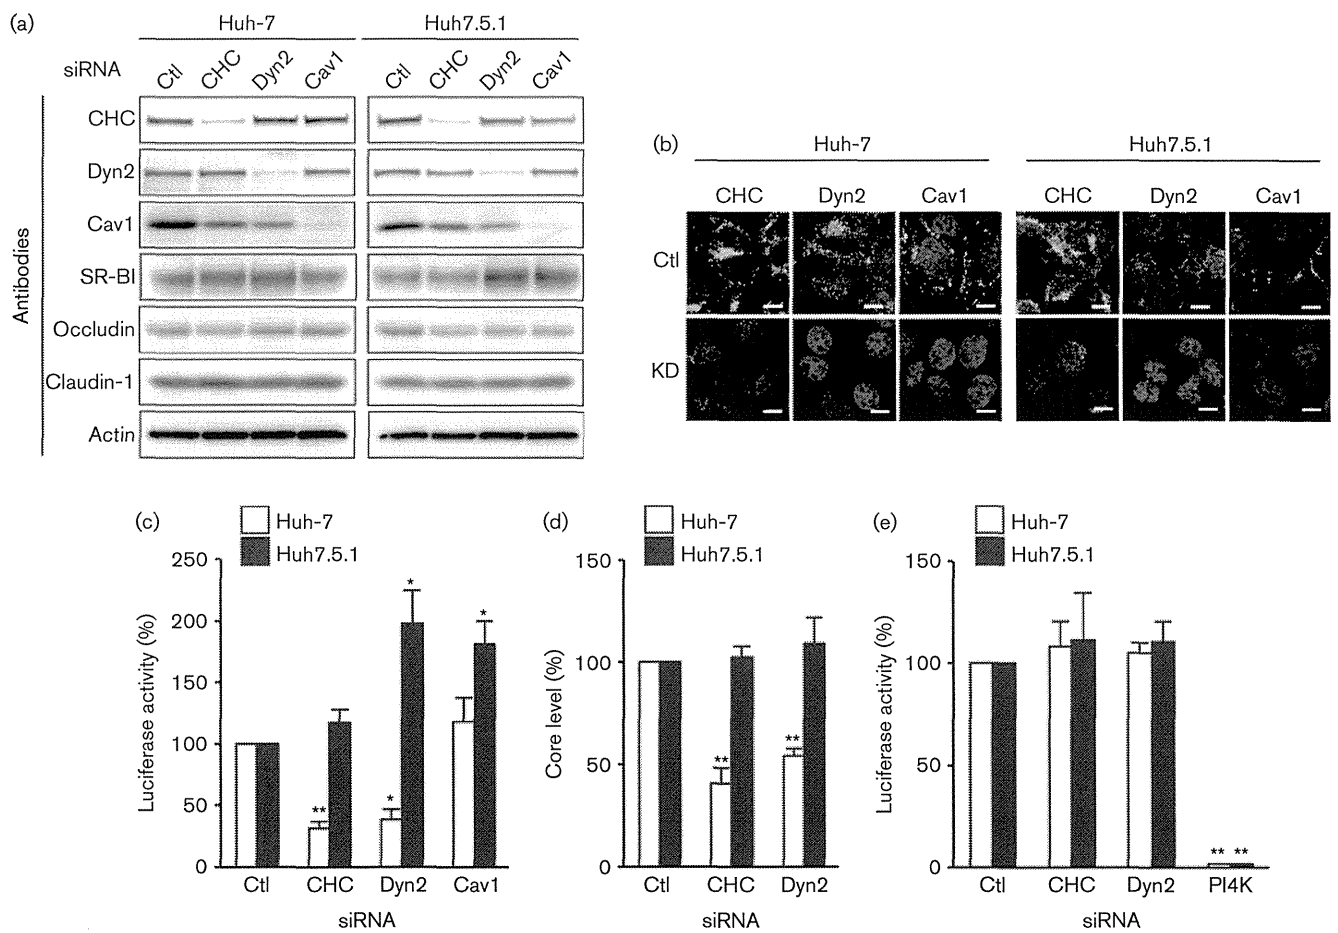 (a)
Huh-7 Huh7.5.1
siRNA Ctl CHC Dyn2 Cav1 Ctl CHC Dyn2 Cav1
Antibodies
CHC
Dyn2
Cav1
SR-BI
Occludin
Claudin-1
Actin
(b)
Huh-7 Huh7.5.1
CHC Dyn2 Cav1 CHC Dyn2 Cav1
Ctl
KD
(c)
Huh-7
Huh7.5.1
Luciferase activity (%)
250
200
150
100
50
0
** * * *
Ctl CHC Dyn2 Cav1
siRNA
(d)
Huh-7
Huh7.5.1
Core level (%)
150
100
50
0
** **
Ctl CHC Dyn2
siRNA
(e)
Huh-7
Huh7.5.1
Luciferase activity (%)
150
100
50
0
** **
Ctl CHC Dyn2 PI4K
siRNA